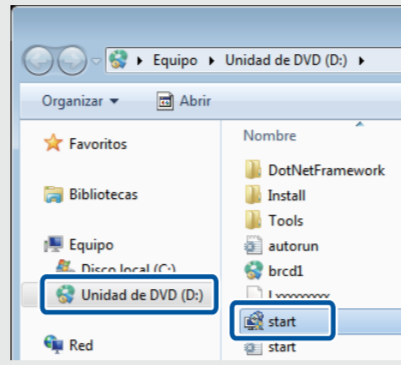 Equipo Unidad de DVD (D:)
Organizar Abrir
Favoritos
Bibliotecas
Equipo
Disco local (C:)
Unidad de DVD (D:)
Red
Nombre
DotNetFramework
Install
Tools
autorun
brcd1
start
start